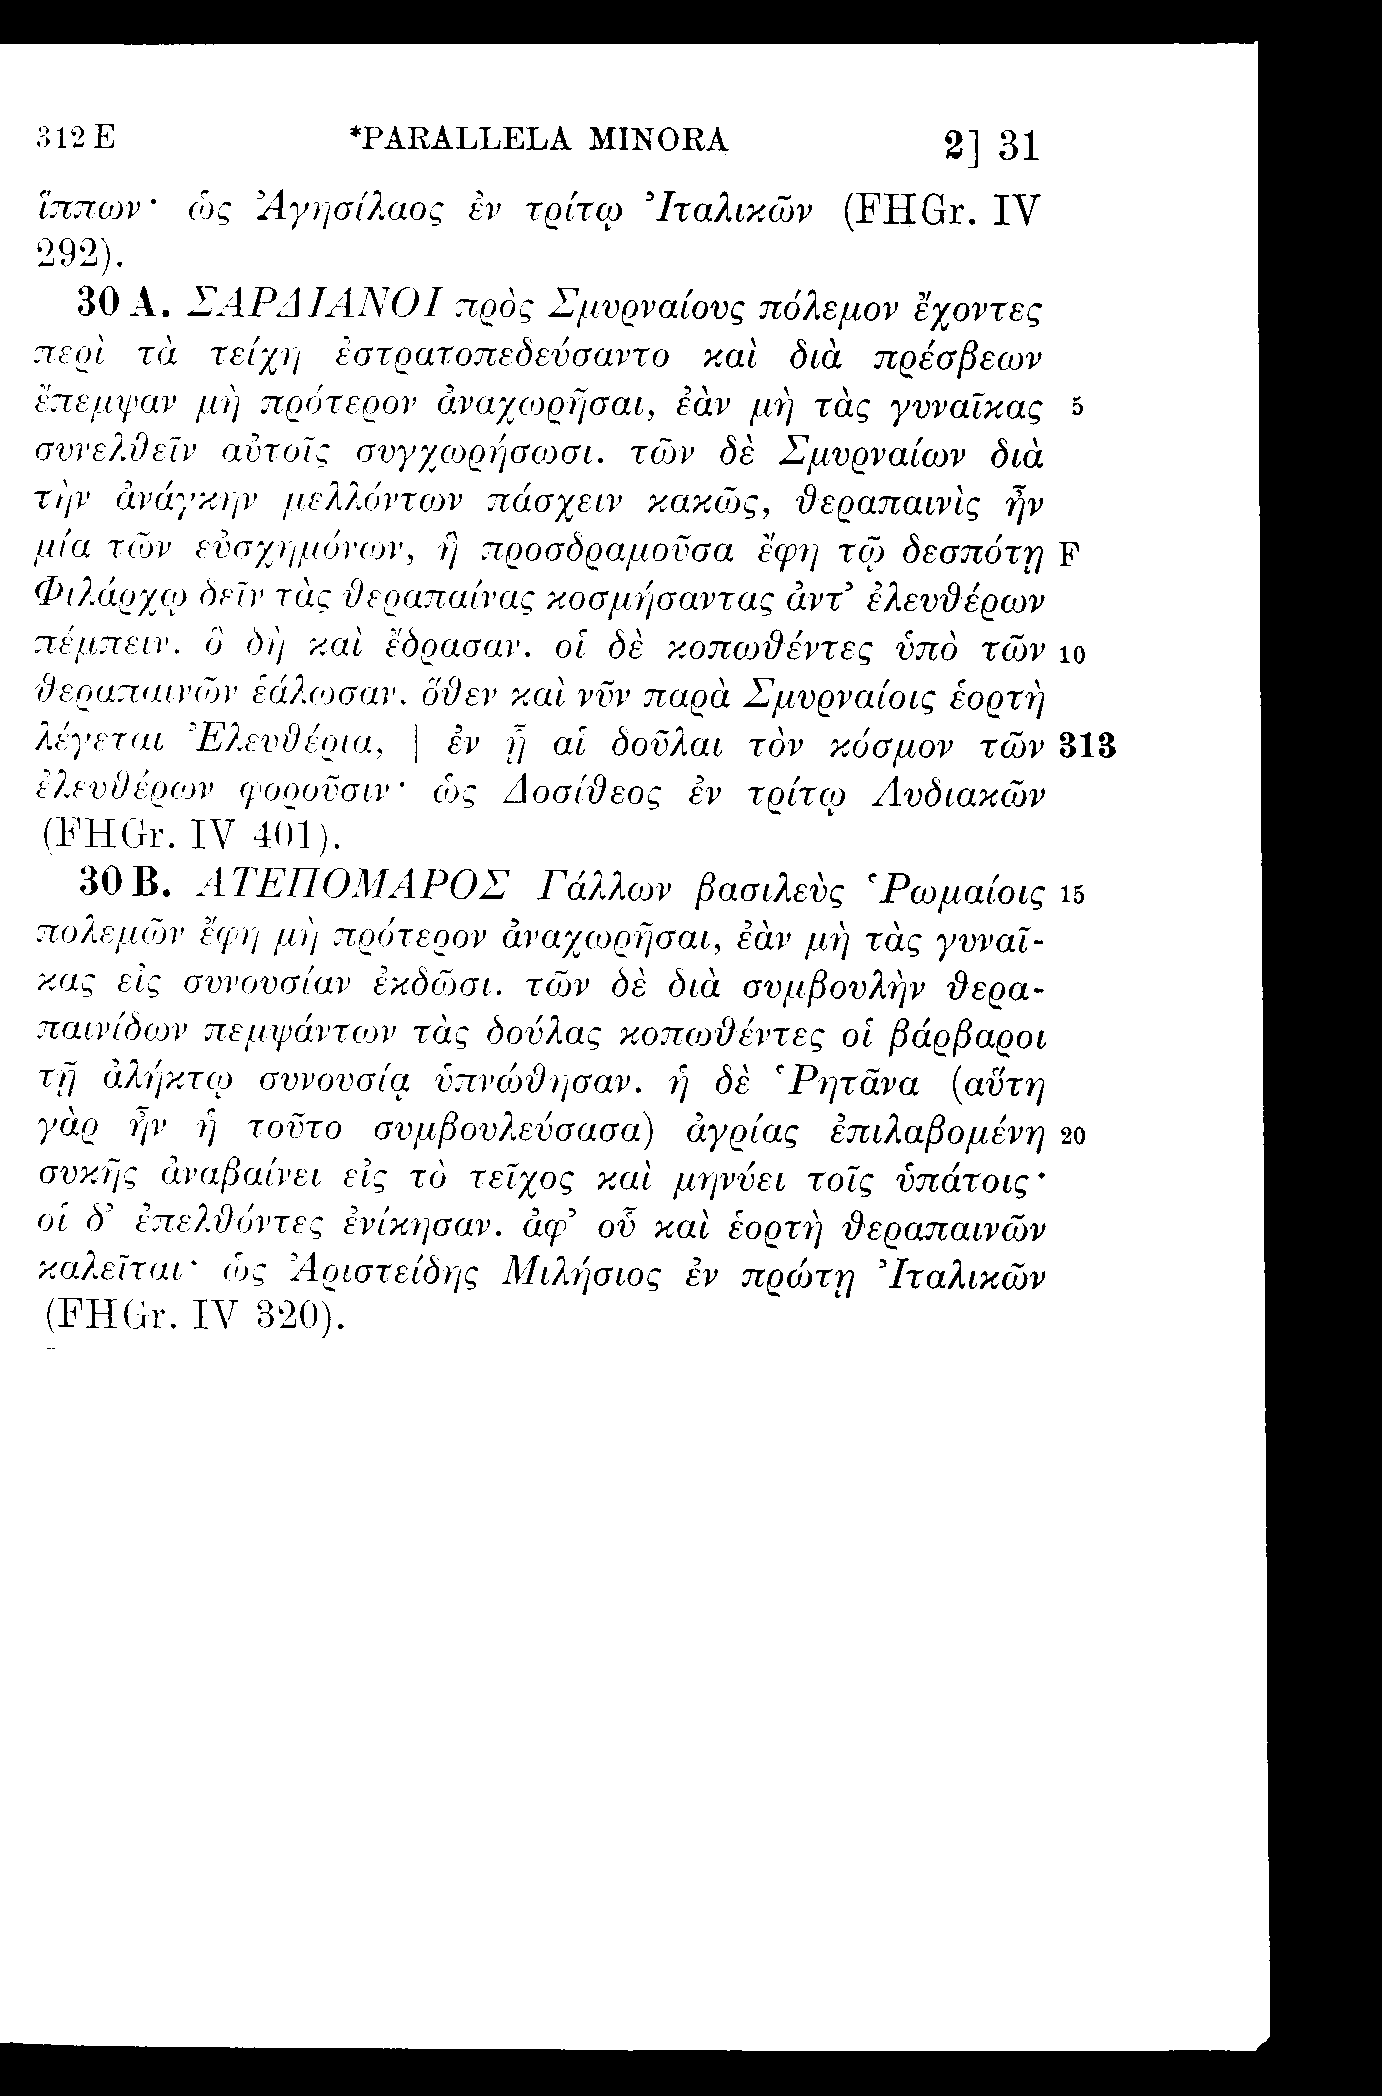 312 E *PARALLELA MINORA 2] 31
ἵππων· ὡς Ἀγησίλαος ἐν τρίτῳ Ἰταλικῶν (FHGr. IV
292).
30 A. ΣΑΡΔΙΑΝΟΙ πρὸς Σμυρναίους πόλεμον ἔχοντες
περὶ τὰ τείχη ἐστρατοπεδεύσαντο καὶ διὰ πρέσβεων
ἔπεμψαν μὴ πρότερον ἀναχωρῆσαι, ἐὰν μὴ τὰς γυναῖκας 5
συνελθεῖν αὐτοῖς συγχωρήσωσι. τῶν δὲ Σμυρναίων διὰ
τὴν ἀνάγκην μελλόντων πάσχειν κακῶς, θεραπαινὶς ἦν
μία τῶν εὐσχημόνων, ἣ προσδραμοῦσα ἔφη τῷ δεσπότῃ F
Φιλάρχῳ δεῖν τὰς θεραπαίνας κοσμήσαντας ἀντ’ ἐλευθέρων
πέμπειν. ὃ δὴ καὶ ἔδρασαν. οἱ δὲ κοπωθέντες ὑπὸ τῶν 10
θεραπαινῶν ἑάλωσαν. ὅθεν καὶ νῦν παρὰ Σμυρναίοις ἑορτὴ
λέγεται Ἐλευθέρια, | ἐν ᾗ αἱ δοῦλαι τὸν κόσμον τῶν 313
ἐλευθέρων φοροῦσιν· ὡς Δοσίθεος ἐν τρίτῳ Λυδιακῶν
(FHGr. IV 401).
30 B. ΑΤΕΠΟΜΑΡΟΣ Γάλλων βασιλεὺς Ῥωμαίοις 15
πολεμῶν ἔφη μὴ πρότερον ἀναχωρῆσαι, ἐὰν μὴ τὰς γυναῖ-
κας εἰς συνουσίαν ἐκδῶσι. τῶν δὲ διὰ συμβουλὴν θερα-
παινίδων πεμψάντων τὰς δούλας κοπωθέντες οἱ βάρβαροι
τῇ ἀλήκτῳ συνουσίᾳ ὑπνώθησαν. ἡ δὲ Ῥητᾶνα (αὕτη
γὰρ ἦν ἡ τοῦτο συμβουλεύσασα) ἀγρίας ἐπιλαβομένη 20
συκῆς ἀναβαίνει εἰς τὸ τεῖχος καὶ μηνύει τοῖς ὑπάτοις·
οἱ δ’ ἐπελθόντες ἐνίκησαν. ἀφ’ οὗ καὶ ἑορτὴ θεραπαινῶν
καλεῖται· ὡς Ἀριστείδης Μιλήσιος ἐν πρώτῃ Ἰταλικῶν
(FHGr. IV 320).